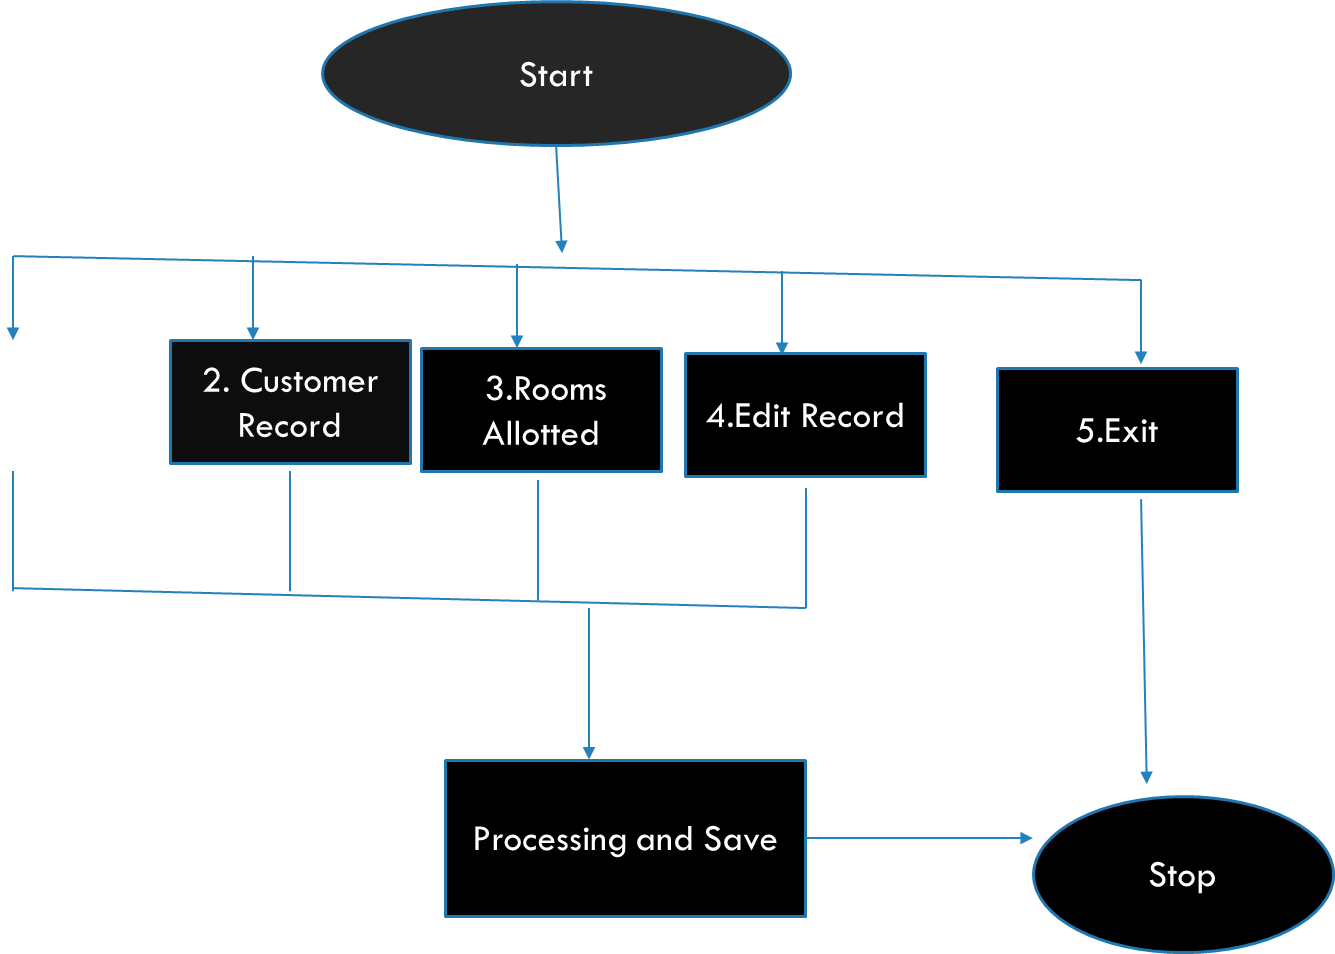 Start
2. Customer
Record
3.Rooms
Allotted
4.Edit Record
5.Exit
Processing and Save
Stop